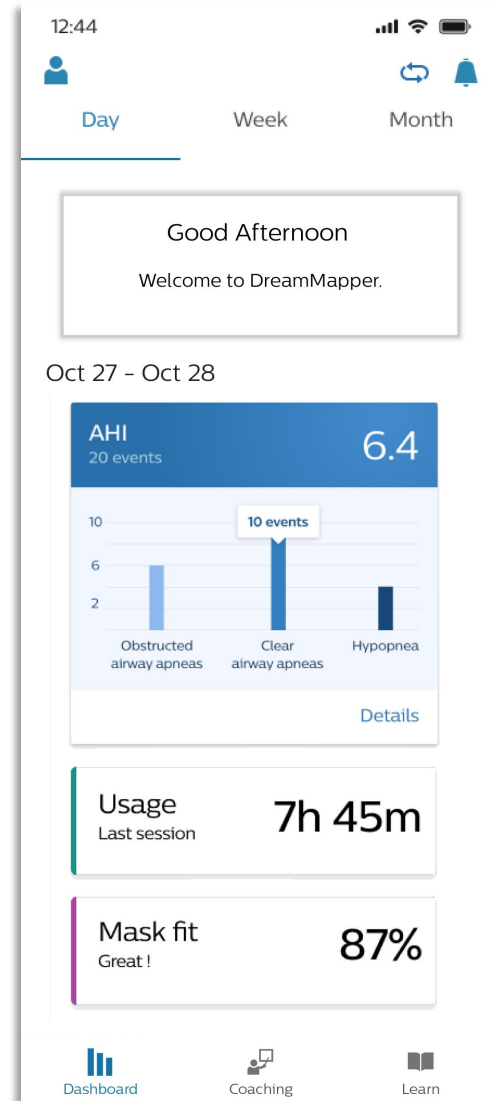 12:44
Day Week Month
Good Afternoon
Welcome to DreamMapper.
Oct 27 - Oct 28
AHI 6.4
20 events
10
10 events
6
2
Obstructed Clear Hypopnea
airway apneas airway apneas
Details
Usage 7h 45m
Last session
Mask fit 87%
Great !
Dashboard Coaching Learn